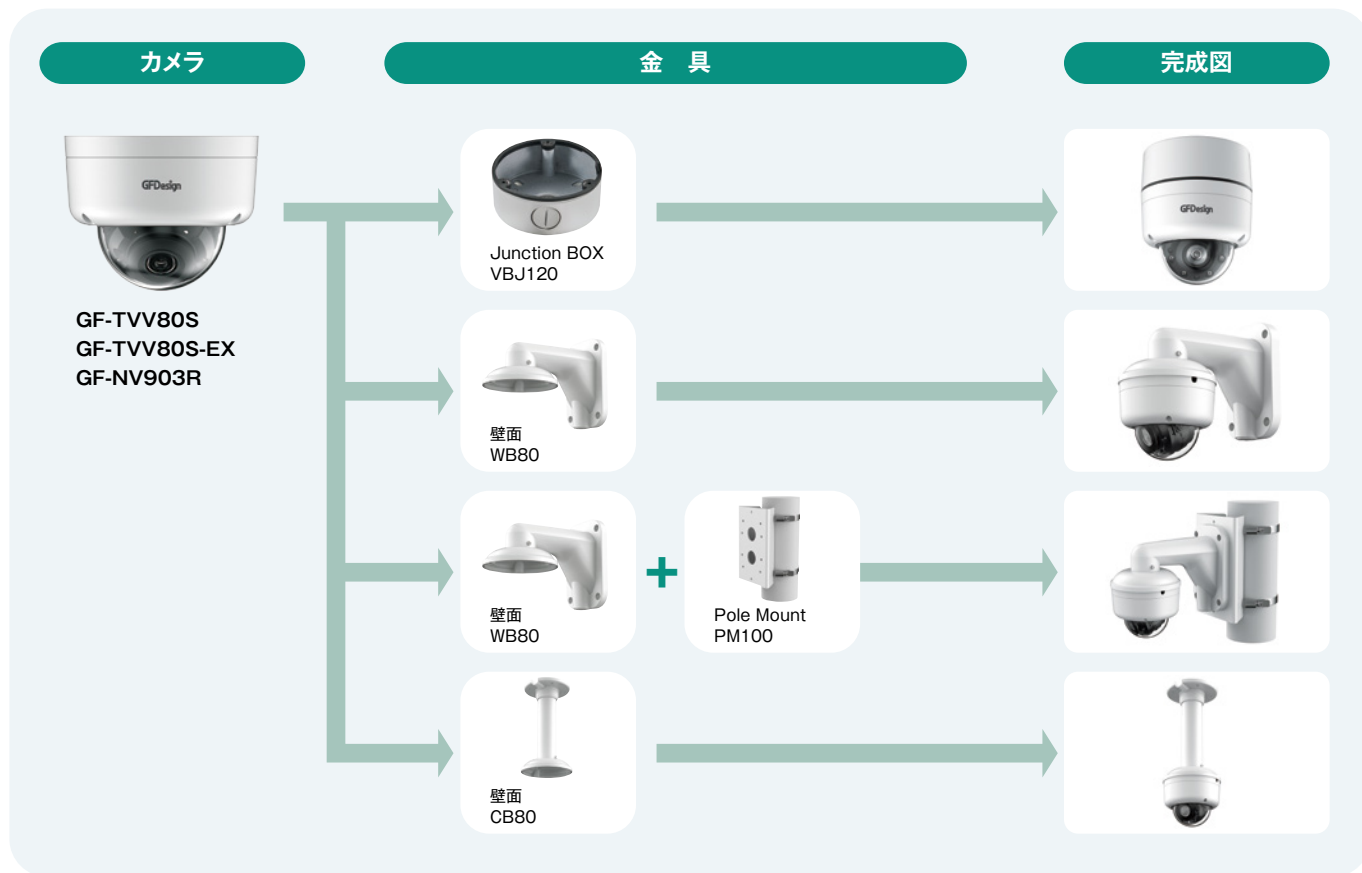 カメラ
金 具
完成図
GFDesign
GF-TVV80S
GF-TVV80S-EX
GF-NV903R
Junction BOX
VBJ120
GFDesign
壁面
WB80
壁面
WB80
+
Pole Mount
PM100
壁面
CB80